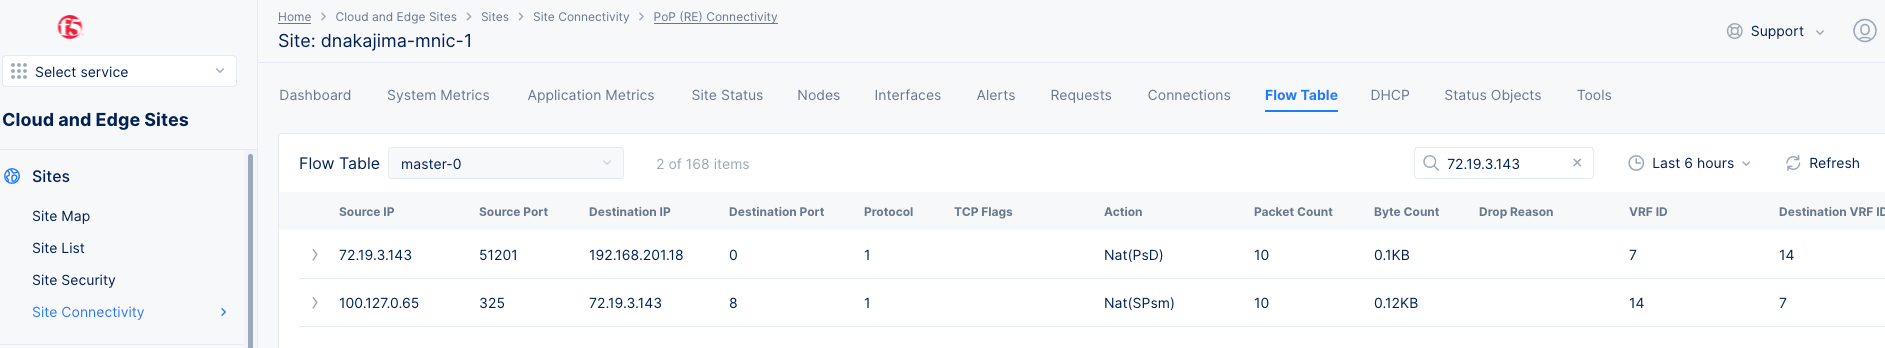 f5
Home > Cloud and Edge Sites > Sites > Site Connectivity > PoP (RE) Connectivity
Site: dnakajima-mnic-1
Support
Select service
Cloud and Edge Sites
Sites
Site Map
Site List
Site Security
Site Connectivity >
Dashboard System Metrics Application Metrics Site Status Nodes Interfaces Alerts Requests Connections Flow Table DHCP Status Objects Tools
Flow Table master-0 2 of 168 items 72.19.3.143 × Last 6 hours Refresh
Source IP Source Port Destination IP Destination Port Protocol TCP Flags Action Packet Count Byte Count Drop Reason VRF ID Destination VRF ID
> 72.19.3.143 51201 192.168.201.18 0 1 Nat(PsD) 10 0.1KB 7 14
> 100.127.0.65 325 72.19.3.143 8 1 Nat(SPsm) 10 0.12KB 14 7